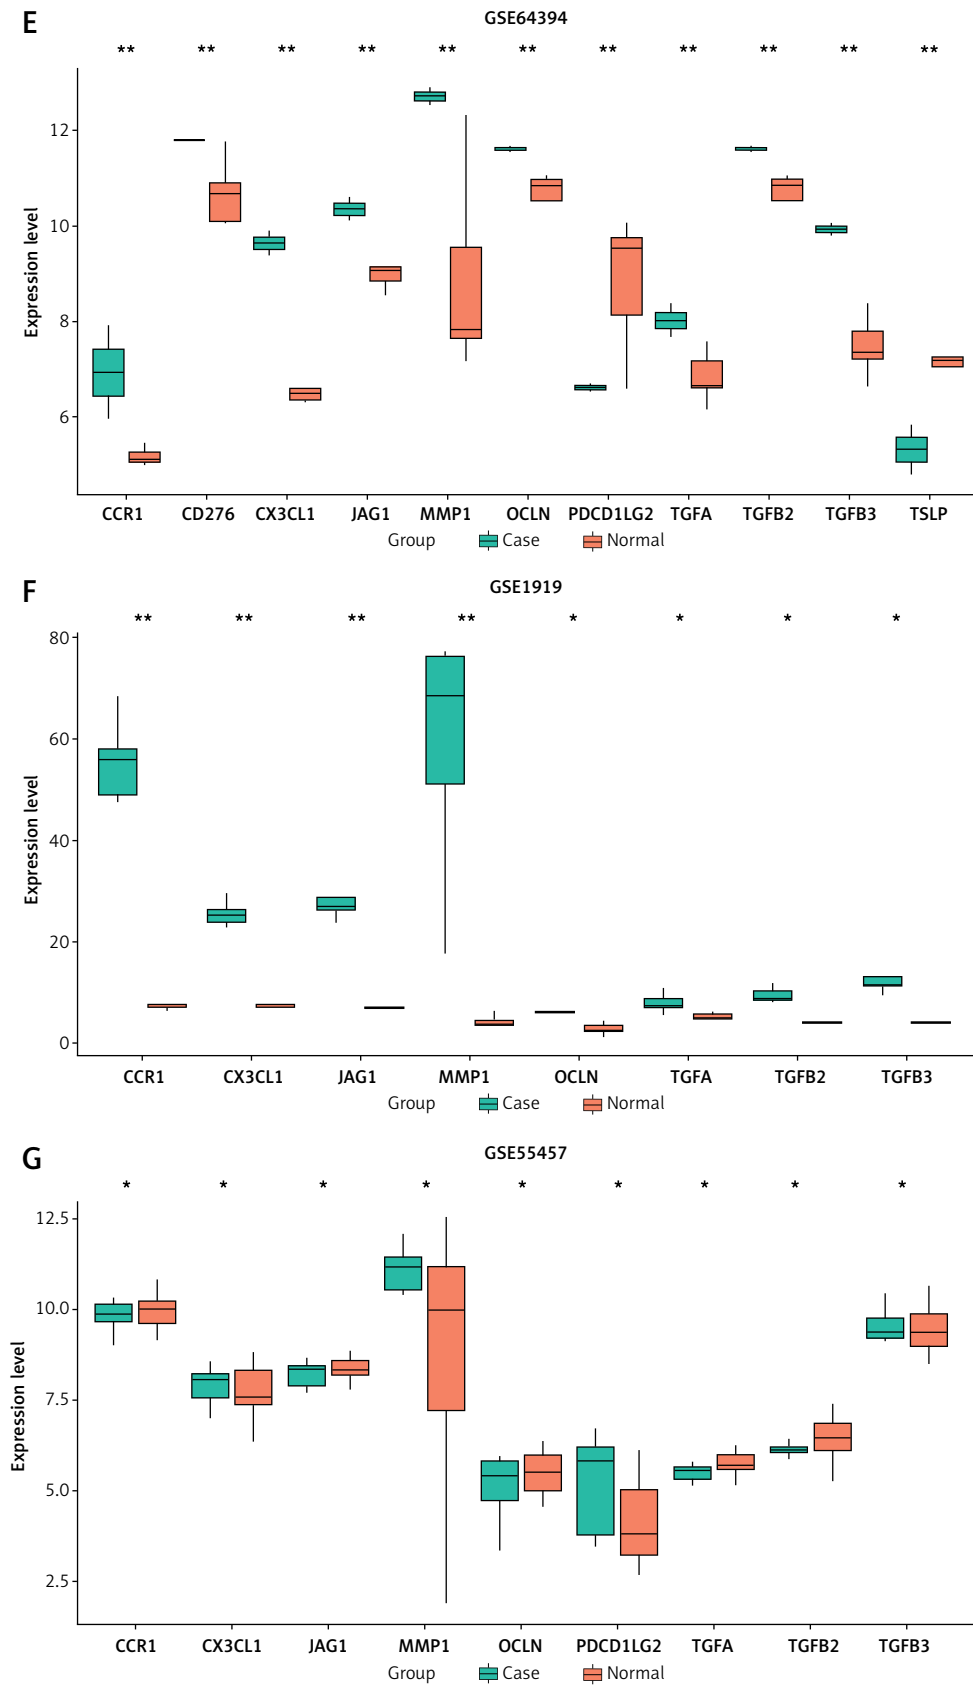 E
GSE64394
** ** ** ** ** ** ** ** ** ** **
Expression level
12
10
8
6
CCR1 CD276 CX3CL1 JAG1 MMP1 OCLN PDCD1LG2 TGFA TGFB2 TGFB3 TSLP
Group Case Normal
F
GSE1919
** ** ** ** * * * *
Expression level
80
60
40
20
0
CCR1 CX3CL1 JAG1 MMP1 OCLN TGFA TGFB2 TGFB3
Group Case Normal
G
GSE55457
* * * * * * * * *
Expression level
12.5
10.0
7.5
5.0
2.5
CCR1 CX3CL1 JAG1 MMP1 OCLN PDCD1LG2 TGFA TGFB2 TGFB3
Group Case Normal